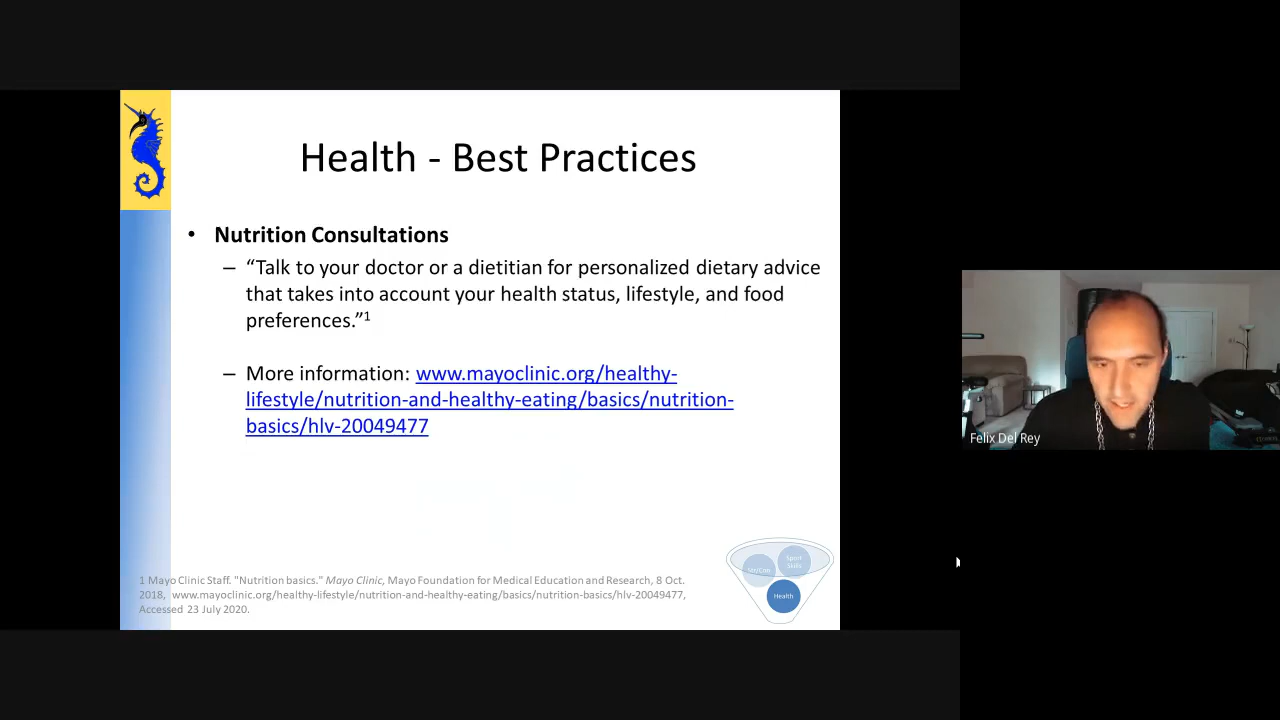 Health - Best Practices
• Nutrition Consultations
– “Talk to your doctor or a dietitian for personalized dietary advice
that takes into account your health status, lifestyle, and food
preferences.”1
– More information: www.mayoclinic.org/healthy-
lifestyle/nutrition-and-healthy-eating/basics/nutrition-
basics/hlv-20049477
Felix Del Rey
Sport
Skills
Health
1 Mayo Clinic Staff. "Nutrition basics." Mayo Clinic, Mayo Foundation for Medical Education and Research, 8 Oct.
2018, www.mayoclinic.org/healthy-lifestyle/nutrition-and-healthy-eating/basics/nutrition-basics/hlv-20049477,
Accessed 23 July 2020.